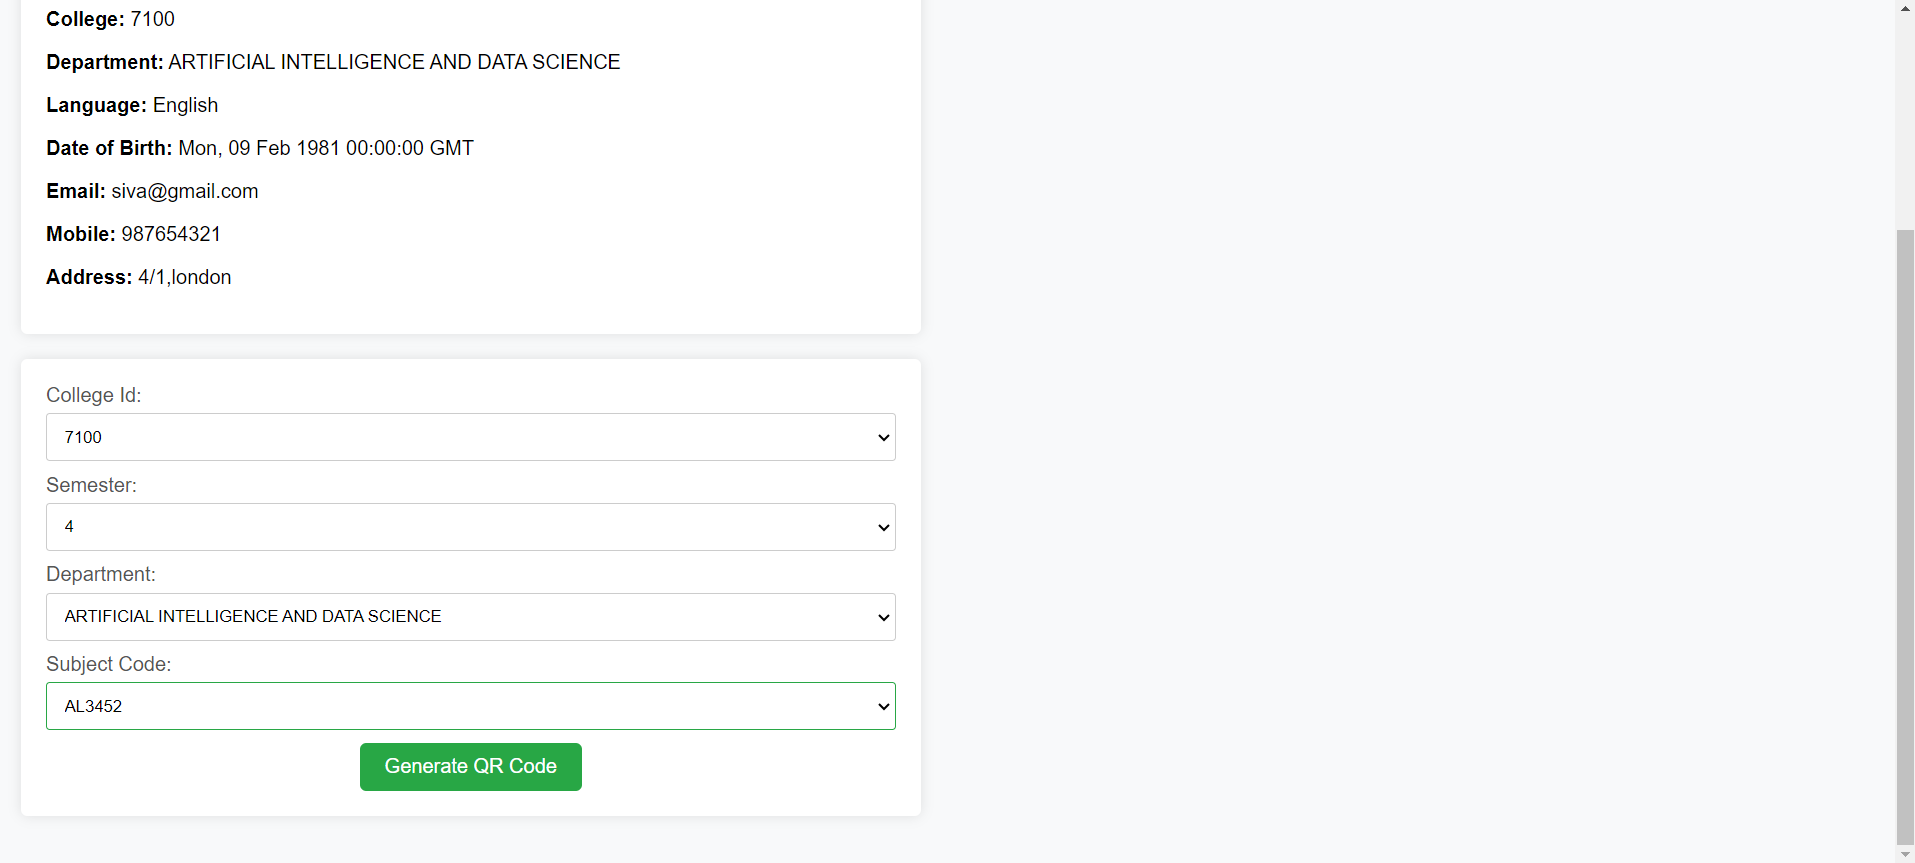 College: 7100
Department: ARTIFICIAL INTELLIGENCE AND DATA SCIENCE
Language: English
Date of Birth: Mon, 09 Feb 1981 00:00:00 GMT
Email: siva@gmail.com
Mobile: 987654321
Address: 4/1,london
College Id:
7100
Semester:
4
Department:
ARTIFICIAL INTELLIGENCE AND DATA SCIENCE
Subject Code:
AL3452
Generate QR Code